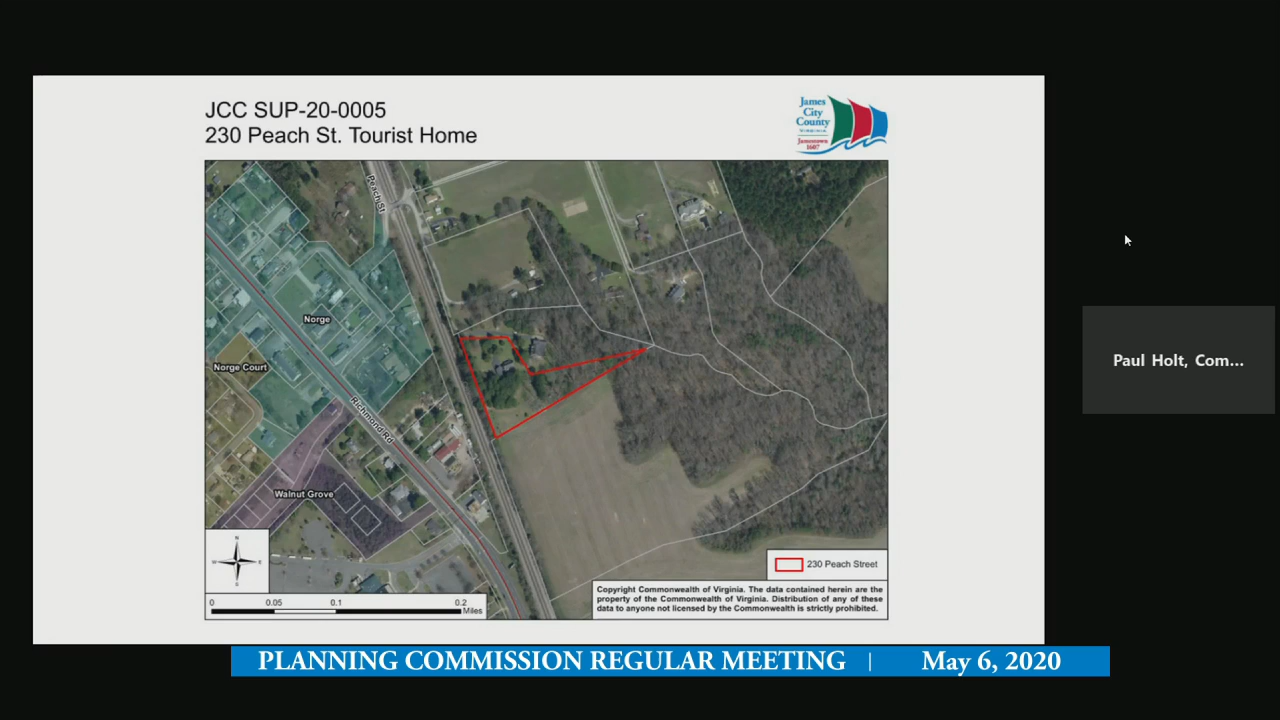 JCC SUP-20-0005
230 Peach St. Tourist Home
James
City
County
Jamestown
1607
Peach St
Norge
Norge Court
Richmond Rd
Walnut Grove
N
W
E
S
0 0.05 0.1 0.2
Miles
230 Peach Street
Copyright Commonwealth of Virginia. The data contained herein are the
property of the Commonwealth of Virginia. Distribution of any of these
data to anyone not licensed by the Commonwealth is strictly prohibited.
Paul Holt, Com...
PLANNING COMMISSION REGULAR MEETING | May 6, 2020